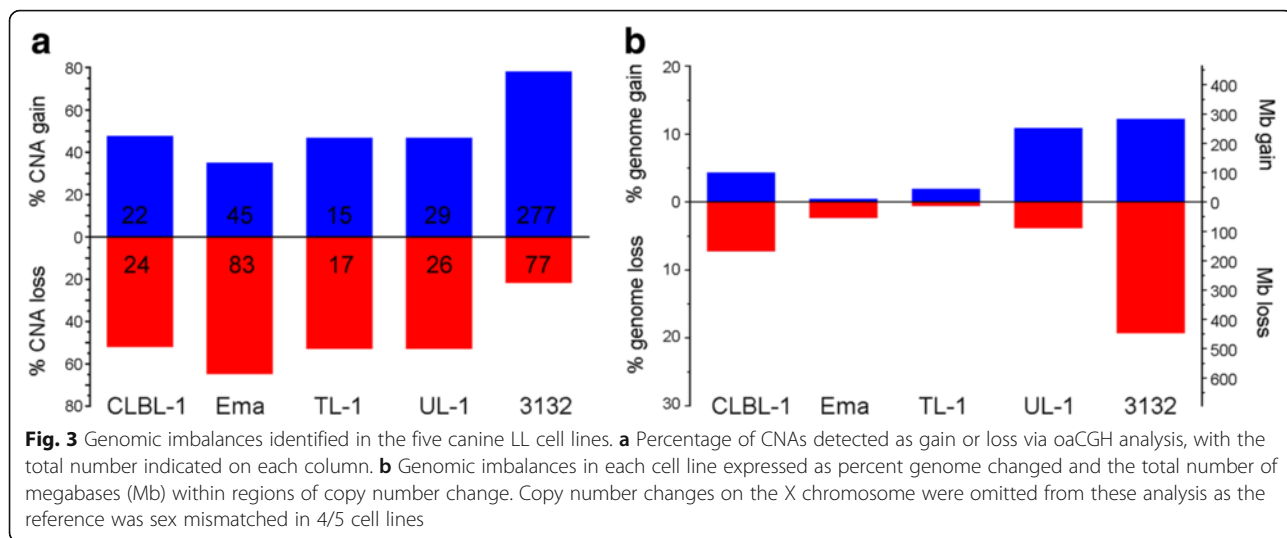 a
b
80
60
40
20
0
20
40
60
80
% CNA gain
% CNA loss
22 45 15 29 277
24 83 17 26 77
CLBL-1 Ema TL-1 UL-1 3132
20
10
0
10
20
30
% genome gain
% genome loss
400
300
200
100
0
100
200
300
400
500
600
Mb gain
Mb loss
CLBL-1 Ema TL-1 UL-1 3132
Fig. 3 Genomic imbalances identified in the five canine LL cell lines. a Percentage of CNAs detected as gain or loss via oaCGH analysis, with the
total number indicated on each column. b Genomic imbalances in each cell line expressed as percent genome changed and the total number of
megabases (Mb) within regions of copy number change. Copy number changes on the X chromosome were omitted from these analysis as the
reference was sex mismatched in 4/5 cell lines